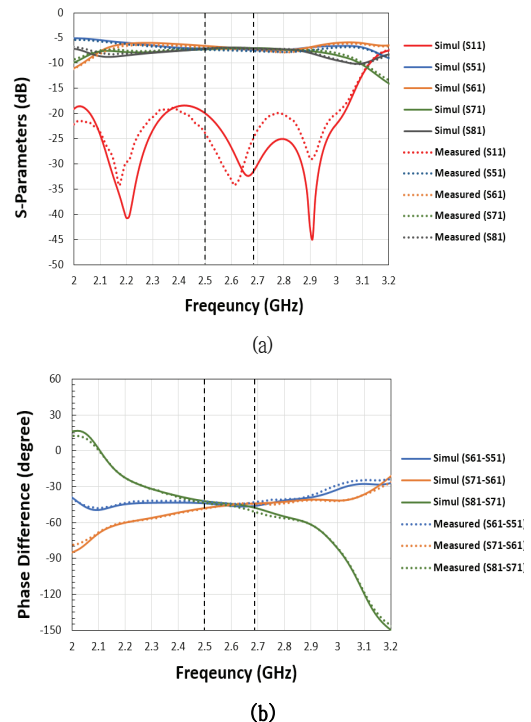 0
-5
-10
-15
-20
-25
-30
-35
-40
-45
-50
S-Parameters (dB)
2 2.1 2.2 2.3 2.4 2.5 2.6 2.7 2.8 2.9 3 3.1 3.2
Freqeuncy (GHz)
Simul (S11)
Simul (S51)
Simul (S61)
Simul (S71)
Simul (S81)
Measured (S11)
Measured (S51)
Measured (S61)
Measured (S71)
Measured (S81)
(a)
60
30
0
-30
-60
-90
-120
-150
Phase Difference (degree)
2 2.1 2.2 2.3 2.4 2.5 2.6 2.7 2.8 2.9 3 3.1 3.2
Freqeuncy (GHz)
Simul (S61-S51)
Simul (S71-S61)
Simul (S81-S71)
Measured (S61-S51)
Measured (S71-S61)
Measured (S81-S71)
(b)